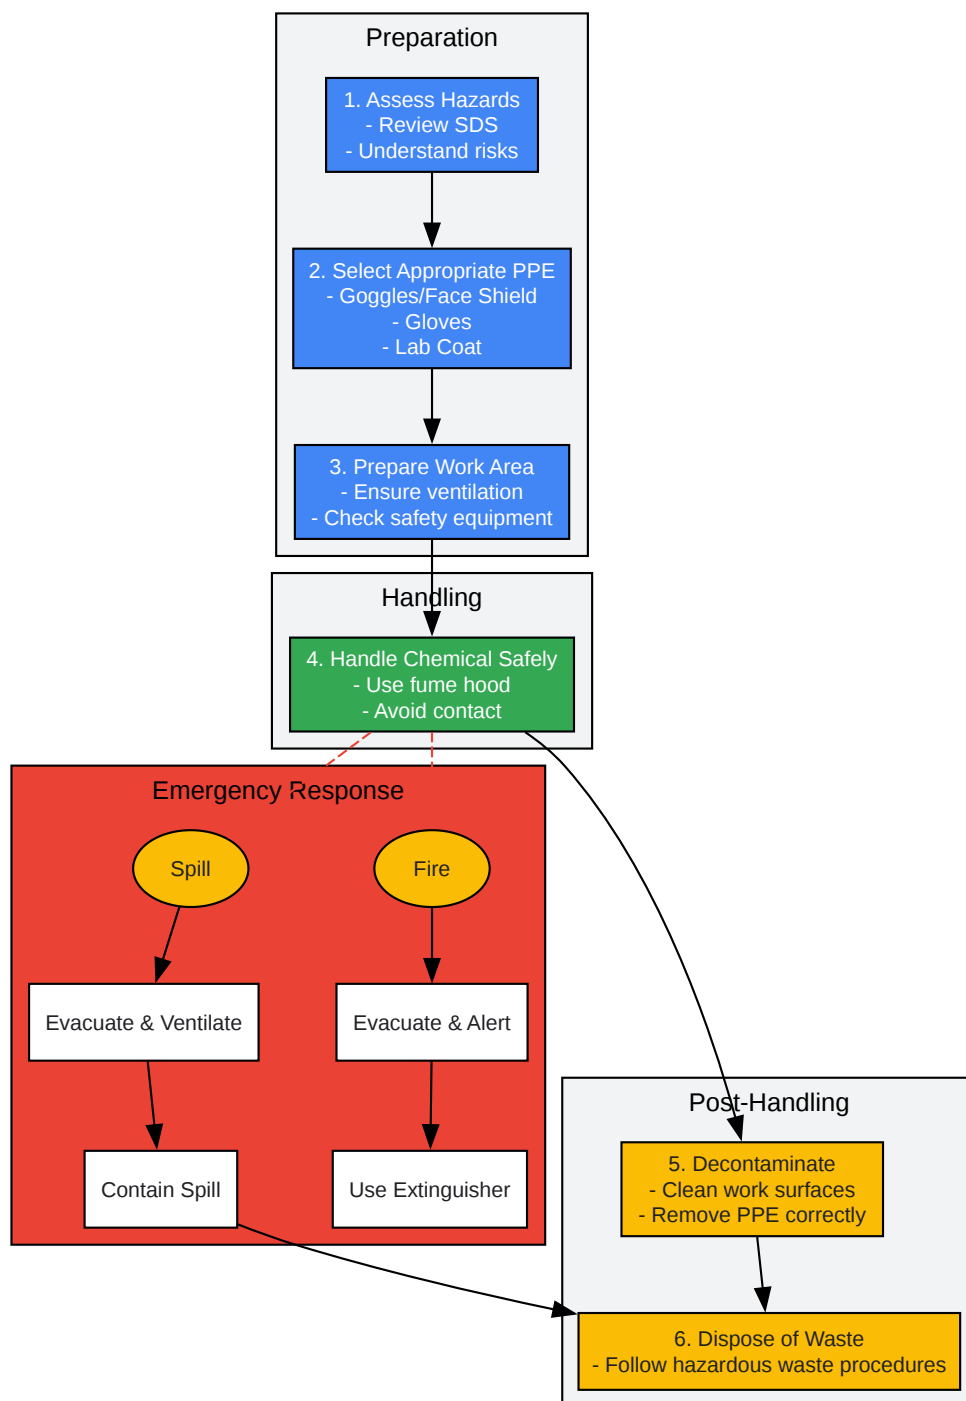 Preparation
1. Assess Hazards
- Review SDS
- Understand risks
2. Select Appropriate PPE
- Goggles/Face Shield
- Gloves
- Lab Coat
3. Prepare Work Area
- Ensure ventilation
- Check safety equipment
Handling
4. Handle Chemical Safely
- Use fume hood
- Avoid contact
Emergency Response
Spill
Fire
Evacuate & Ventilate
Evacuate & Alert
Contain Spill
Use Extinguisher
Post-Handling
5. Decontaminate
- Clean work surfaces
- Remove PPE correctly
6. Dispose of Waste
- Follow hazardous waste procedures